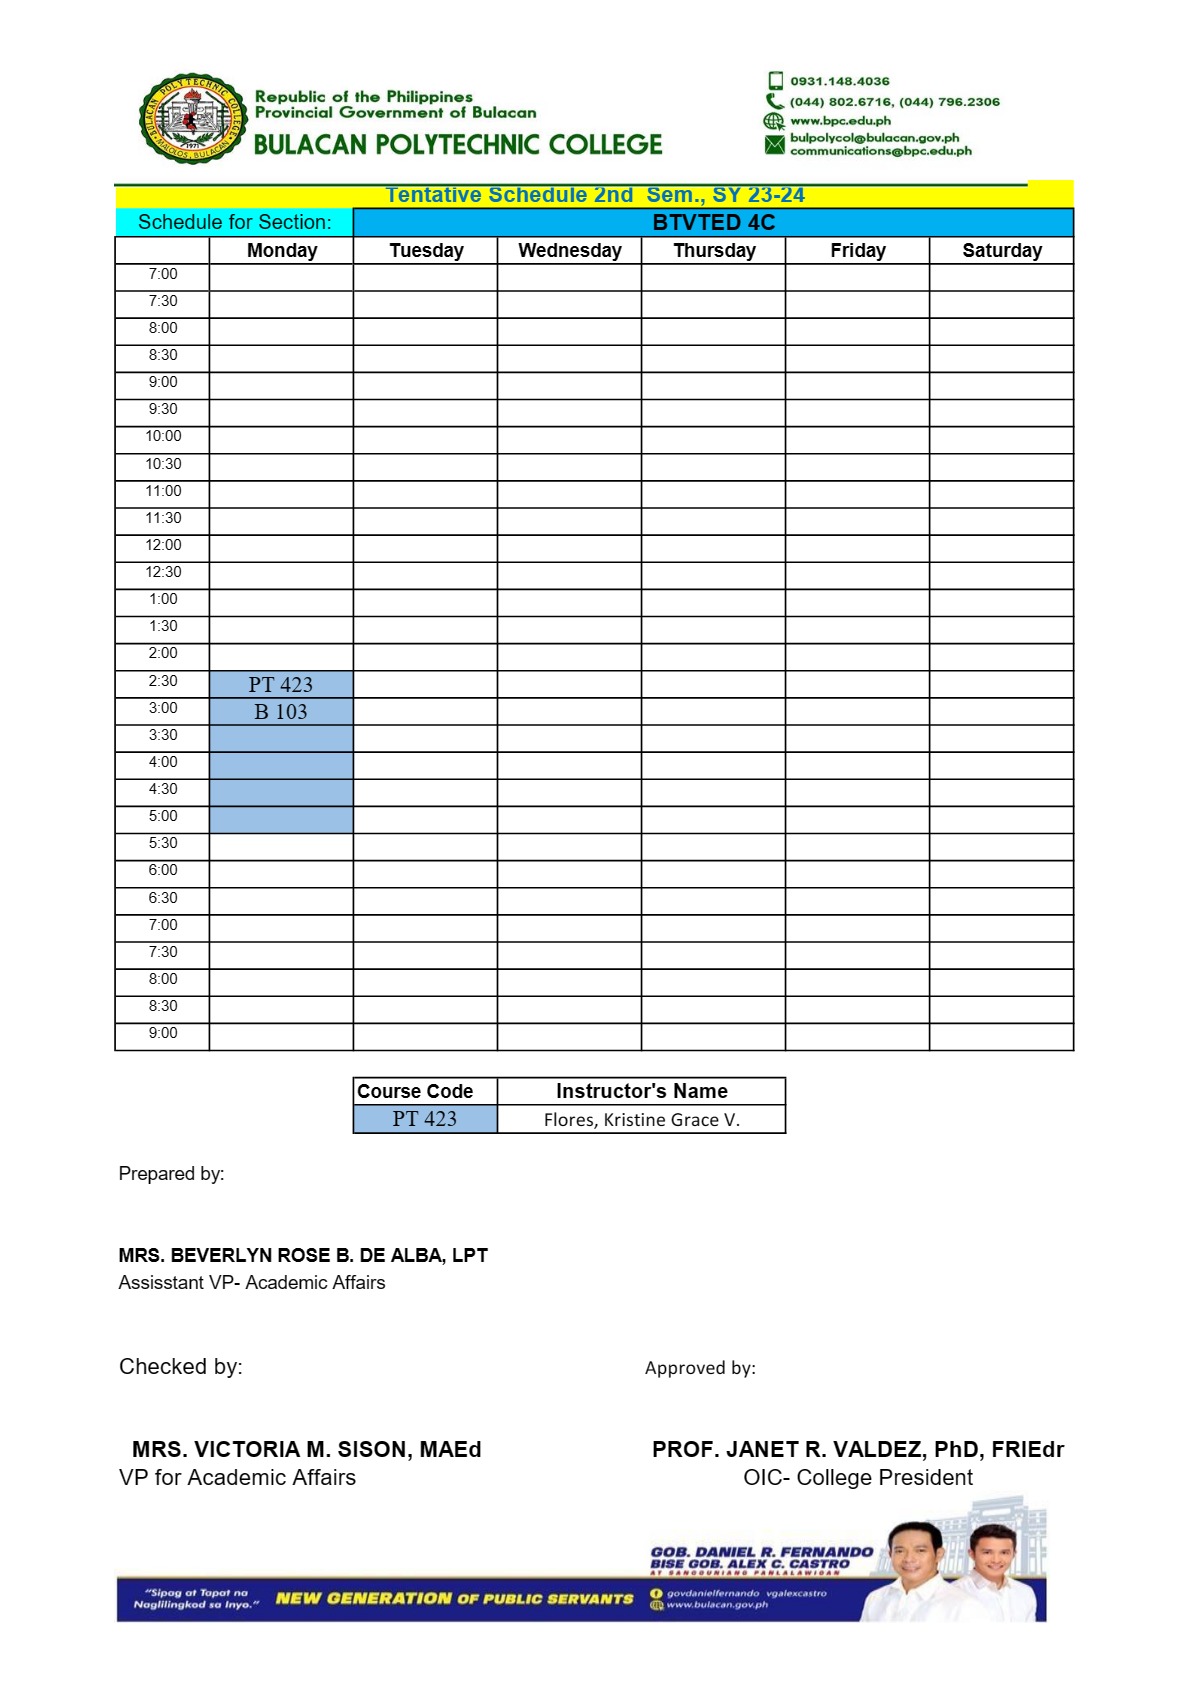 BULACAN POLYTECHNIC COLLEGE
MALOLOS, BULACAN
1971
Republic of the Philippines
Provincial Government of Bulacan
BULACAN POLYTECHNIC COLLEGE
0931.148.4036
(044) 802.6716, (044) 796.2306
www.bpc.edu.ph
bulpolycol@bulacan.gov.ph
communications@bpc.edu.ph
Tentative Schedule 2nd Sem., SY 23-24
Schedule for Section: BTVTED 4C
Monday Tuesday Wednesday Thursday Friday Saturday
7:00
7:30
8:00
8:30
9:00
9:30
10:00
10:30
11:00
11:30
12:00
12:30
1:00
1:30
2:00
2:30 PT 423
3:00 B 103
3:30
4:00
4:30
5:00
5:30
6:00
6:30
7:00
7:30
8:00
8:30
9:00
Course Code Instructor's Name
PT 423 Flores, Kristine Grace V.
Prepared by:
MRS. BEVERLYN ROSE B. DE ALBA, LPT
Assisstant VP- Academic Affairs
Checked by: Approved by:
MRS. VICTORIA M. SISON, MAEd PROF. JANET R. VALDEZ, PhD, FRIEdr
VP for Academic Affairs OIC- College President
GOB. DANIEL R. FERNANDO
BISE GOB. ALEX C. CASTRO
AT SANGGUNIANG PANLALAWIGAN
"Sipag at Tapat na
Naglilingkod sa Inyo."
NEW GENERATION OF PUBLIC SERVANTS
govdanielfernando vgalexcastro
www.bulacan.gov.ph